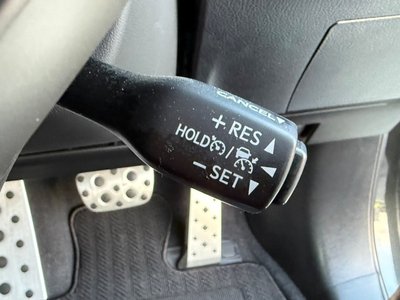 CANCEL
+ RES
HOLD /
− SET